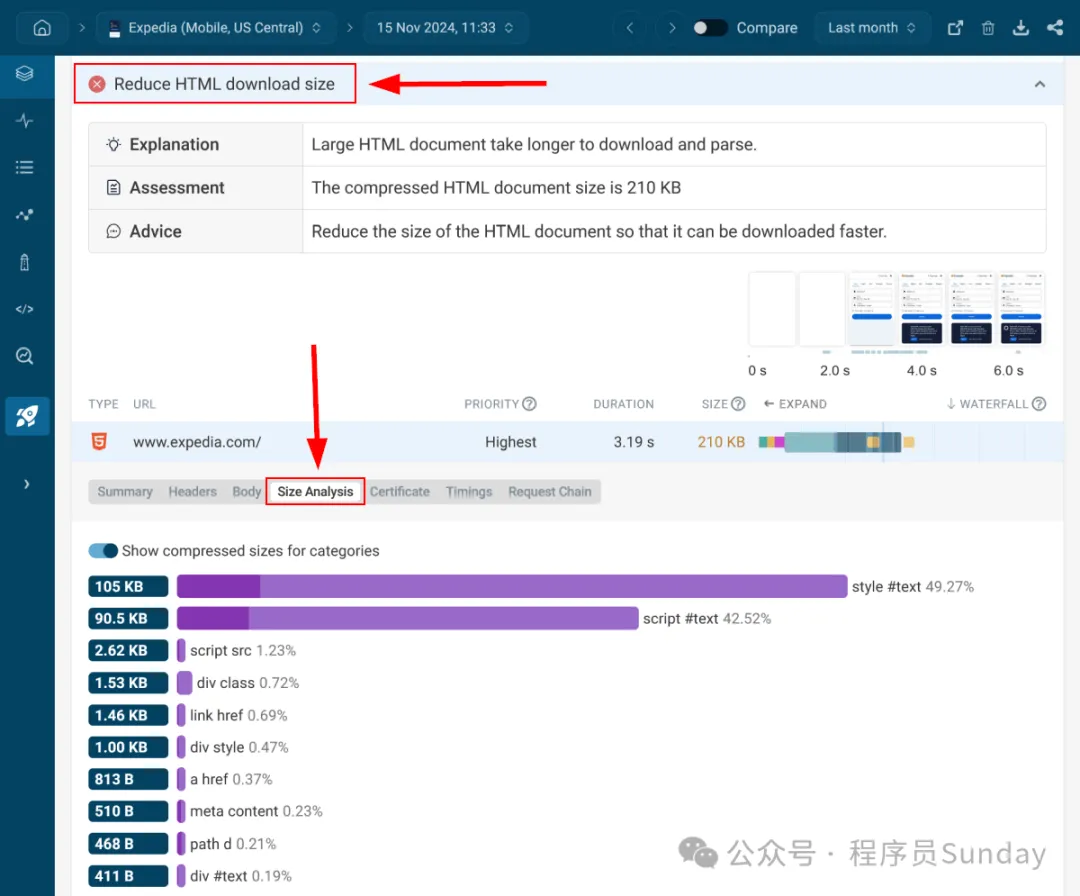 Expedia (Mobile, US Central)
15 Nov 2024, 11:33
Compare
Last month
Reduce HTML download size
Explanation
Large HTML document take longer to download and parse.
Assessment
The compressed HTML document size is 210 KB
Advice
Reduce the size of the HTML document so that it can be downloaded faster.
0 s 2.0 s 4.0 s 6.0 s
TYPE URL PRIORITY DURATION SIZE EXPAND WATERFALL
www.expedia.com/ Highest 3.19 s 210 KB
Summary Headers Body Size Analysis Certificate Timings Request Chain
Show compressed sizes for categories
105 KB style #text 49.27%
90.5 KB script #text 42.52%
2.62 KB script src 1.23%
1.53 KB div class 0.72%
1.46 KB link href 0.69%
1.00 KB div style 0.47%
813 B a href 0.37%
510 B meta content 0.23%
468 B path d 0.21%
411 B div #text 0.19%
公众号 · 程序员Sunday